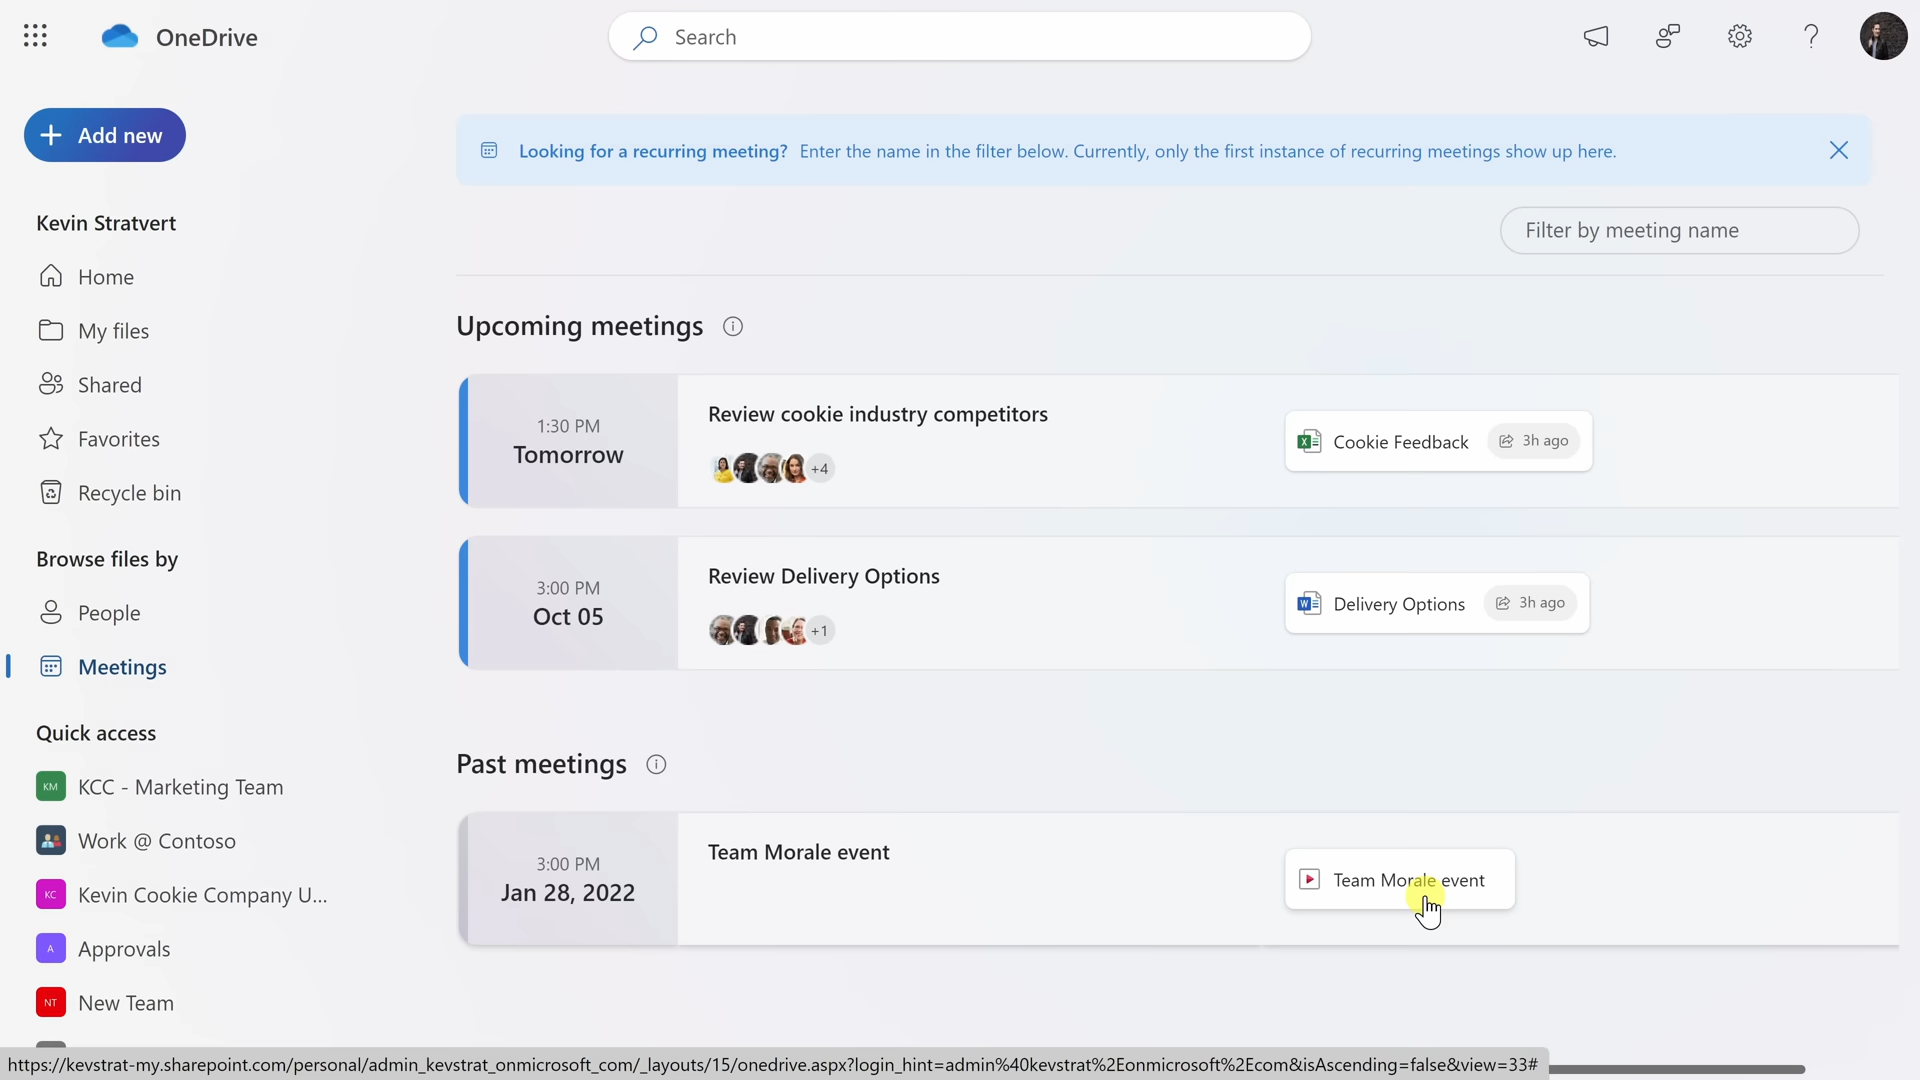 OneDrive
Search
Add new
Looking for a recurring meeting? Enter the name in the filter below. Currently, only the first instance of recurring meetings show up here.
Kevin Stratvert
Filter by meeting name
Home
My files
Shared
Favorites
Recycle bin
Browse files by
People
Meetings
Quick access
KM KCC - Marketing Team
Work @ Contoso
KC Kevin Cookie Company U...
A Approvals
NT New Team
Upcoming meetings
1:30 PM
Tomorrow
Review cookie industry competitors
+4
Cookie Feedback 3h ago
3:00 PM
Oct 05
Review Delivery Options
+1
Delivery Options 3h ago
Past meetings
3:00 PM
Jan 28, 2022
Team Morale event
Team Morale event
https://kevstrat-my.sharepoint.com/personal/admin_kevstrat_onmicrosoft_com/_layouts/15/onedrive.aspx?login_hint=admin%40kevstrat%2Eonmicrosoft%2Ecom&isAscending=false&view=33#